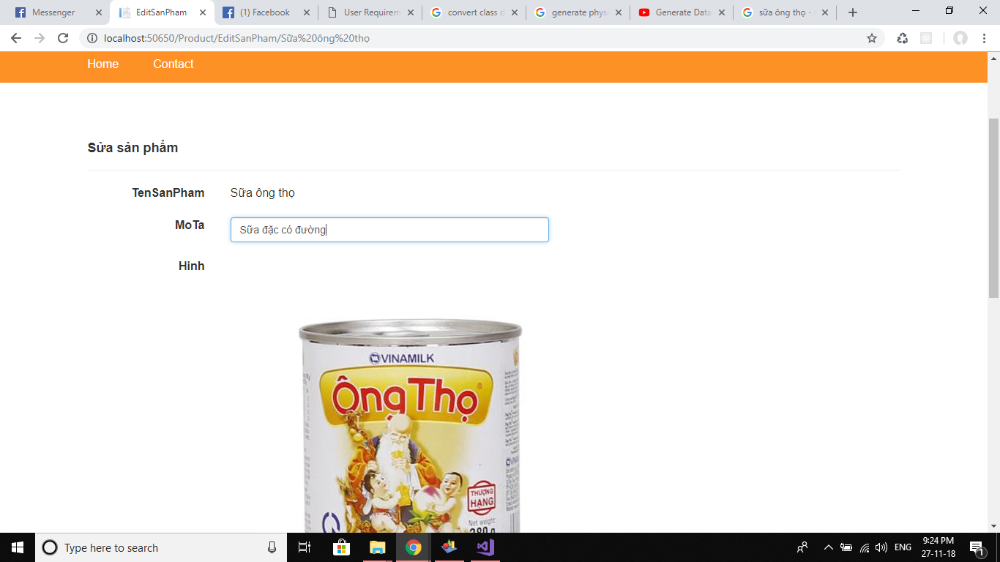 Messenger
EditSanPham
(1) Facebook
User Requirem
convert class d
generate physi
Generate Data
sữa ông thọ -
localhost:50650/Product/EditSanPham/Sữa%20ông%20thọ
Home Contact
Sửa sản phẩm
TenSanPham Sữa ông thọ
MoTa Sữa đặc có đường
Hinh
VINAMILK
Ông Thọ
THƯỢNG
HẠNG
Net weight:
380 g
Type here to search
ENG
9:24 PM
27-11-18
1